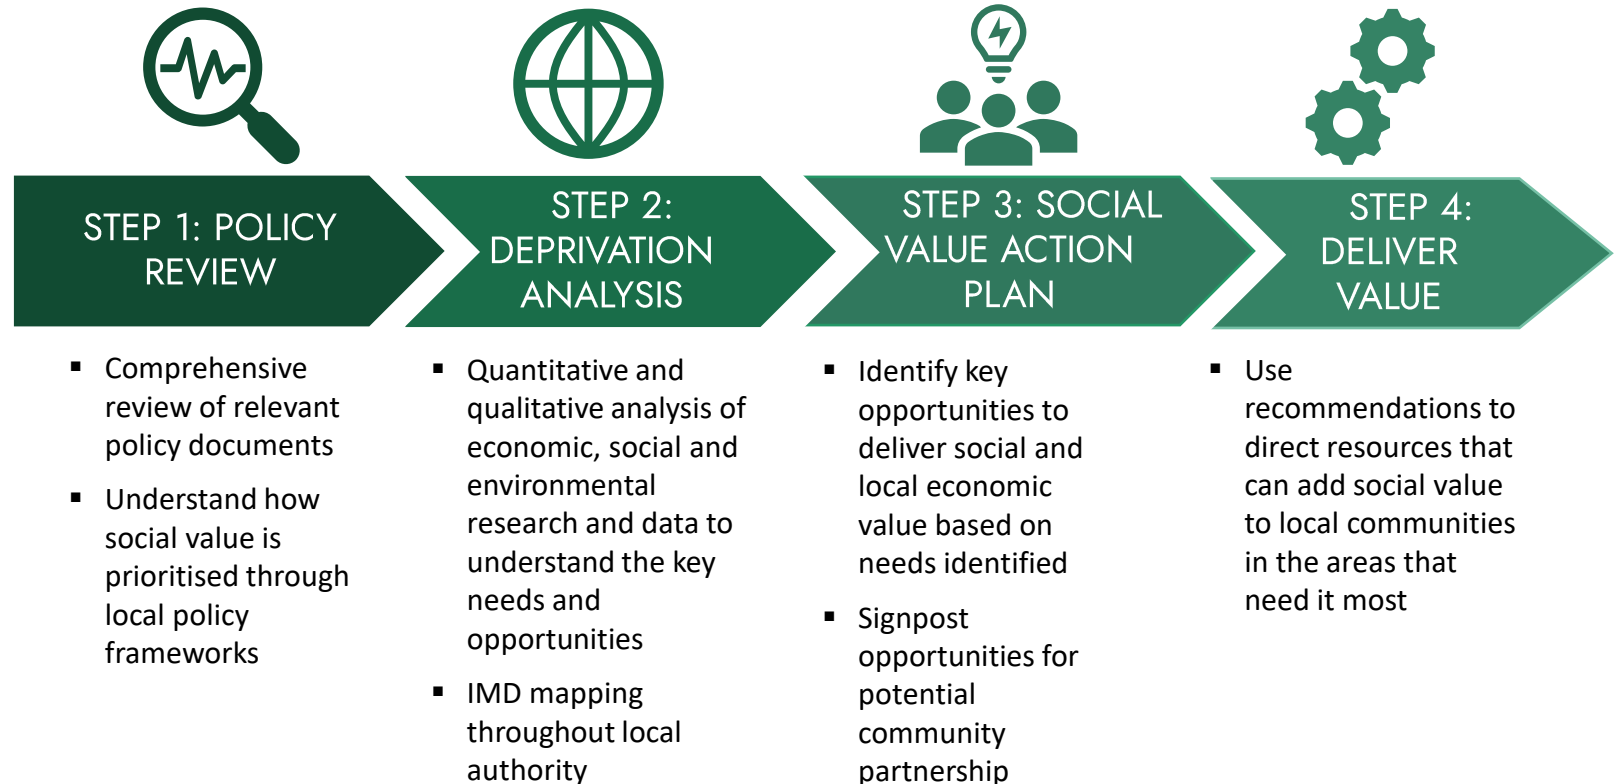 STEP 1: POLICY
REVIEW
▪ Comprehensive
review of relevant
policy documents
▪ Understand how
social value is
prioritised through
local policy
frameworks
STEP 2:
DEPRIVATION
ANALYSIS
▪ Quantitative and
qualitative analysis of
economic, social and
environmental
research and data to
understand the key
needs and
opportunities
▪ IMD mapping
throughout local
authority
STEP 3: SOCIAL
VALUE ACTION
PLAN
▪ Identify key
opportunities to
deliver social and
local economic
value based on
needs identified
▪ Signpost
opportunities for
potential
community
partnership
STEP 4:
DELIVER
VALUE
▪ Use
recommendations to
direct resources that
can add social value
to local communities
in the areas that
need it most